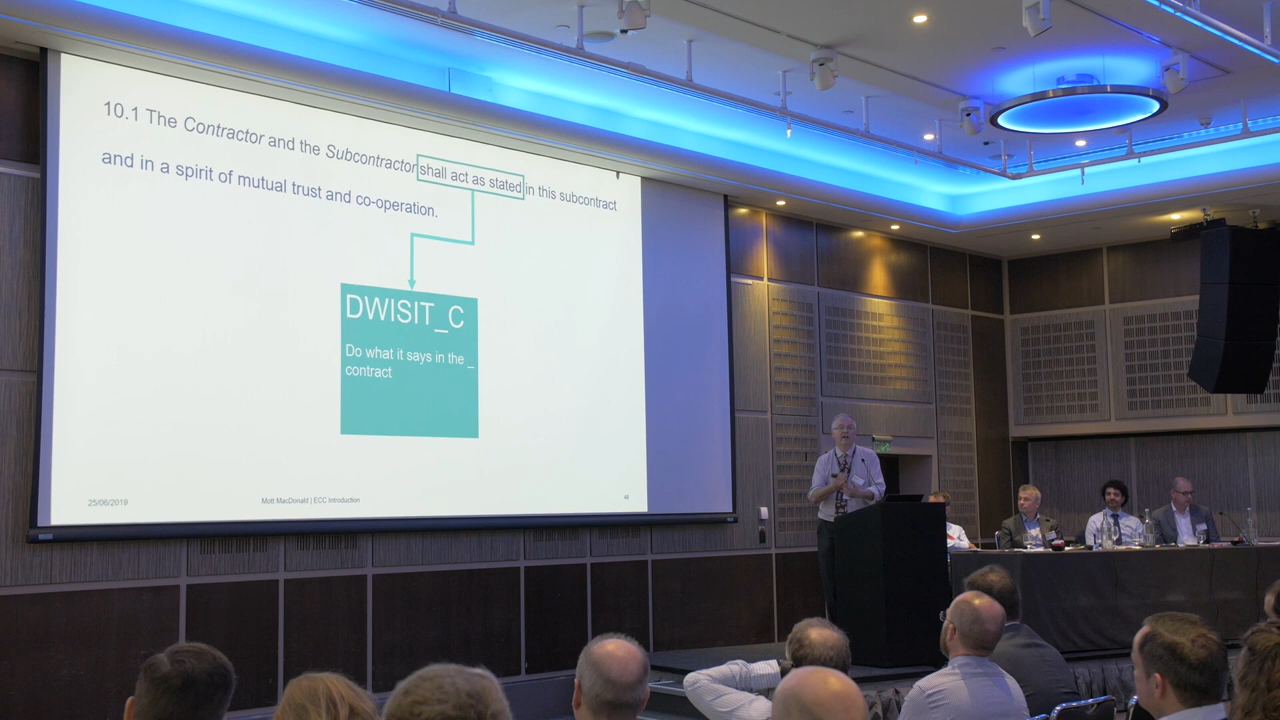 10.1 The Contractor and the Subcontractor shall act as stated in this subcontract
and in a spirit of mutual trust and co-operation.
DWISIT_C
Do what it says in the _
contract
25/06/2019
Mott MacDonald | ECC Introduction